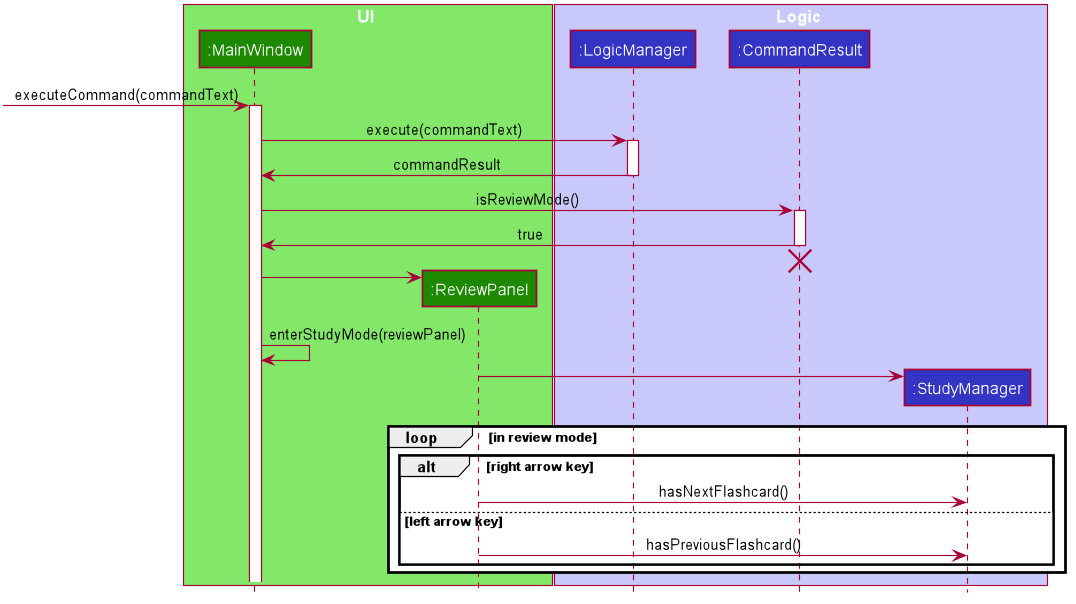 UI
Logic
:MainWindow
:LogicManager
:CommandResult
executeCommand(commandText)
execute(commandText)
commandResult
isReviewMode()
true
:ReviewPanel
enterStudyMode(reviewPanel)
:StudyManager
loop [in review mode]
alt [right arrow key]
hasNextFlashcard()
[left arrow key]
hasPreviousFlashcard()